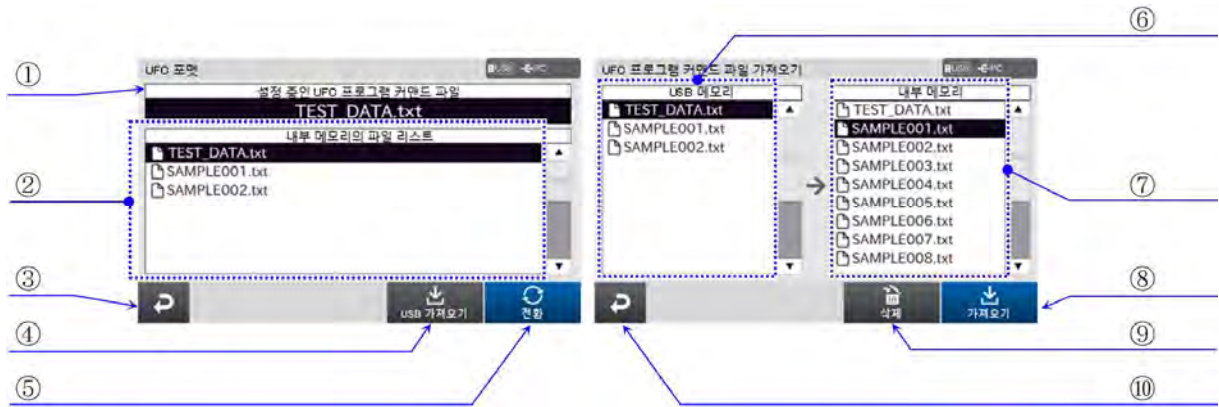 ⑥
①
UFO 포맷
USB PC
설정 중인 UFO 프로그램 커맨드 파일
TEST_DATA.txt
내부 메모리의 파일 리스트
TEST_DATA.txt
SAMPLE001.txt
SAMPLE002.txt
②
③
USB 가져오기
전환
④
⑤
UFO 프로그램 커맨드 파일 가져오기
USB PC
USB 메모리
TEST_DATA.txt
SAMPLE001.txt
SAMPLE002.txt
내부 메모리
TEST_DATA.txt
SAMPLE001.txt
SAMPLE002.txt
SAMPLE003.txt
SAMPLE004.txt
SAMPLE005.txt
SAMPLE006.txt
SAMPLE007.txt
SAMPLE008.txt
⑦
삭제
가져오기
⑧
⑨
⑩